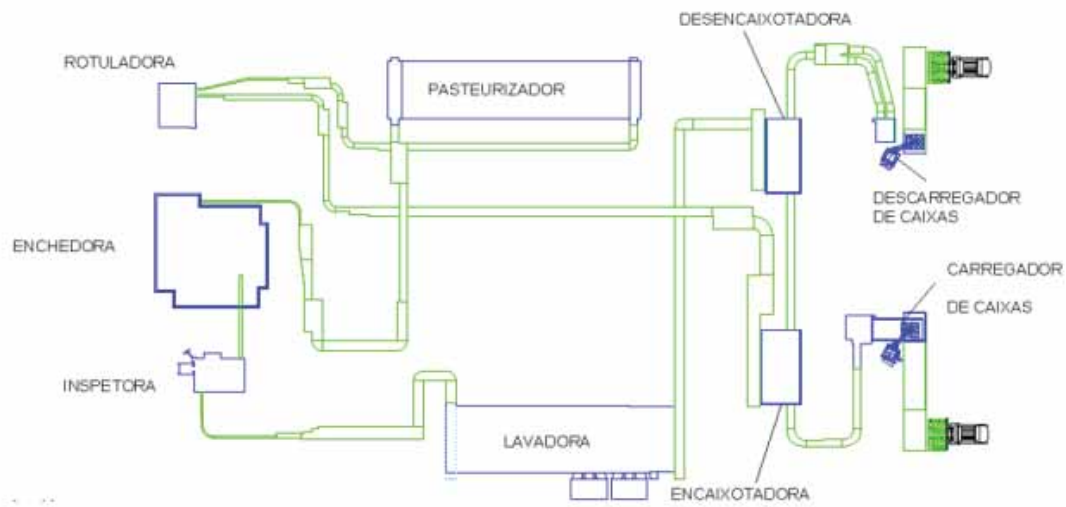 DESENCAIXOTADORA
ROTULADORA
PASTEURIZADOR
DESCARREGADOR
DE CAIXAS
ENCHEDORA
CARREGADOR
DE CAIXAS
INSPETORA
LAVADORA
ENCAIXOTADORA